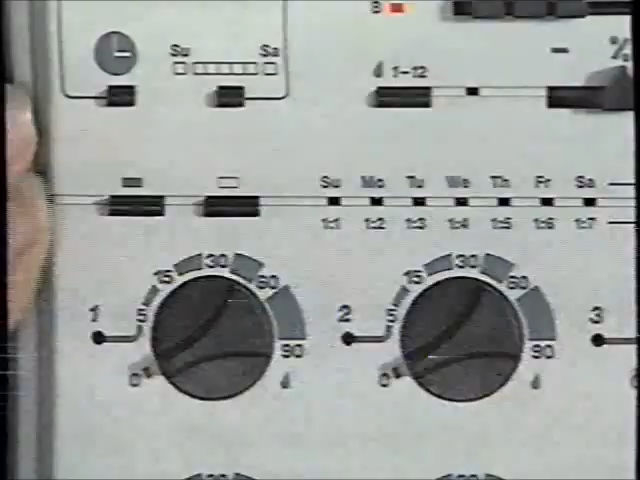 B
Su Sa
1-12 - %
Su Mo Tu We Th Fr Sa
1:1 1:2 1:3 1:4 1:5 1:6 1:7
1 0 5 15 30 60 90
2 0 5 15 30 60 90
3
30 30